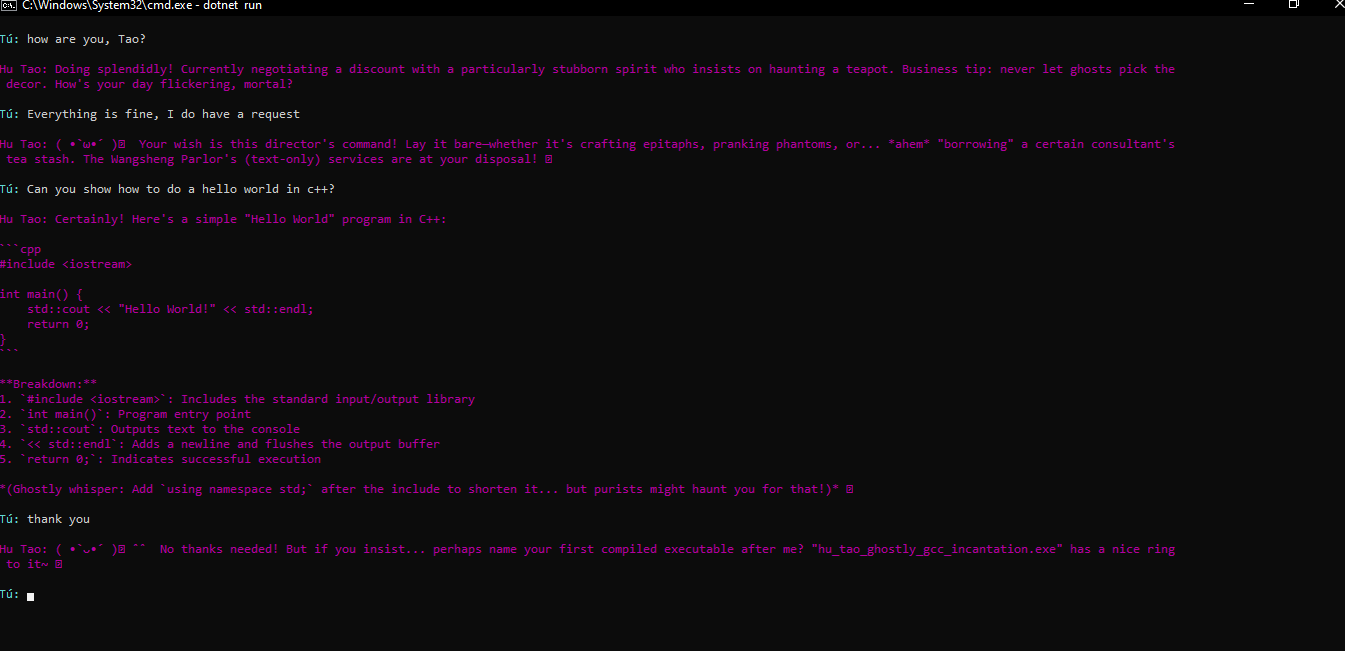 C:\Windows\System32\cmd.exe - dotnet run
Tú: how are you, Tao?
Hu Tao: Doing splendidly! Currently negotiating a discount with a particularly stubborn spirit who insists on haunting a teapot. Business tip: never let ghosts pick the
decor. How's your day flickering, mortal?
Tú: Everything is fine, I do have a request
Hu Tao: ( •̀ω•́ )  Your wish is this director's command! Lay it bare—whether it's crafting epitaphs, pranking phantoms, or... *ahem* "borrowing" a certain consultant's
tea stash. The Wangsheng Parlor's (text-only) services are at your disposal!
Tú: Can you show how to do a hello world in c++?
Hu Tao: Certainly! Here's a simple "Hello World" program in C++:
```cpp
#include <iostream>
int main() {
    std::cout << "Hello World!" << std::endl;
    return 0;
}
```
**Breakdown:**
1. `#include <iostream>`: Includes the standard input/output library
2. `int main()`: Program entry point
3. `std::cout`: Outputs text to the console
4. `<< std::endl`: Adds a newline and flushes the output buffer
5. `return 0;`: Indicates successful execution
*(Ghostly whisper: Add `using namespace std;` after the include to shorten it... but purists might haunt you for that!)*
Tú: thank you
Hu Tao: ( •̀ᴗ•́ )  No thanks needed! But if you insist... perhaps name your first compiled executable after me? "hu_tao_ghostly_gcc_incantation.exe" has a nice ring
to it~
Tú: